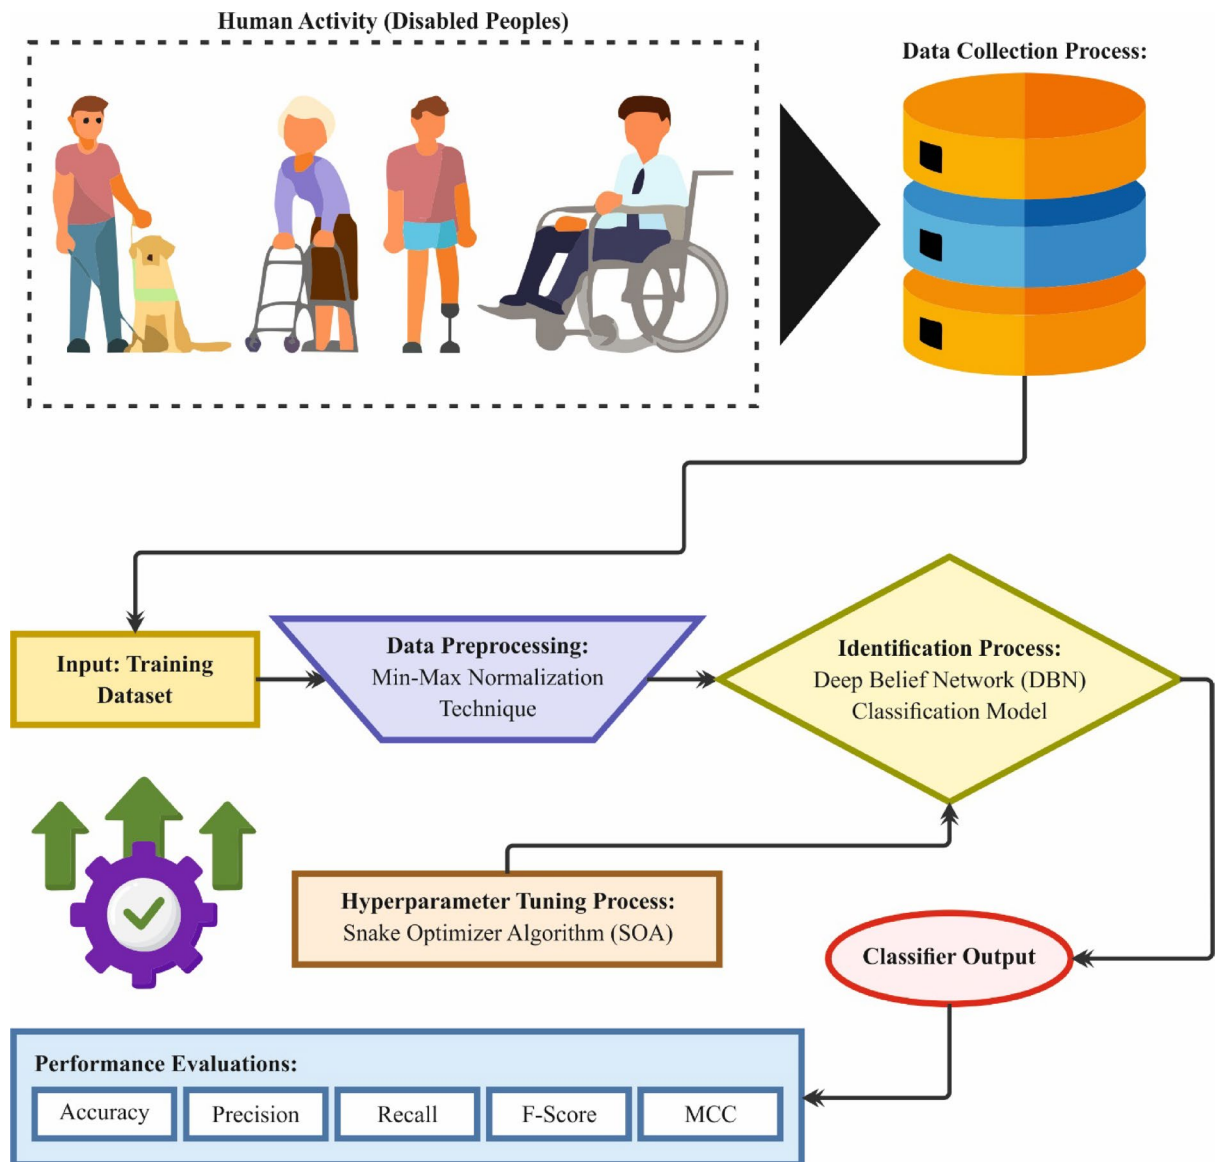 Human Activity (Disabled Peoples)
Data Collection Process:
Input: Training
Dataset
Data Preprocessing:
Min-Max Normalization
Technique
Identification Process:
Deep Belief Network (DBN)
Classification Model
Hyperparameter Tuning Process:
Snake Optimizer Algorithm (SOA)
Classifier Output
Performance Evaluations:
Accuracy
Precision
Recall
F-Score
MCC